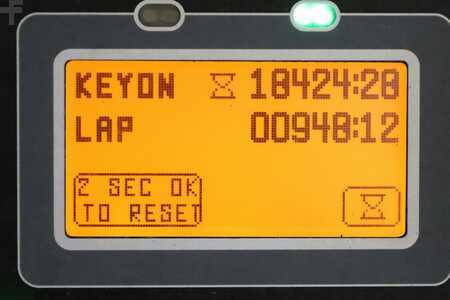 KEYON 18424:28
LAP 00948:12
2 SEC OK
TO RESET